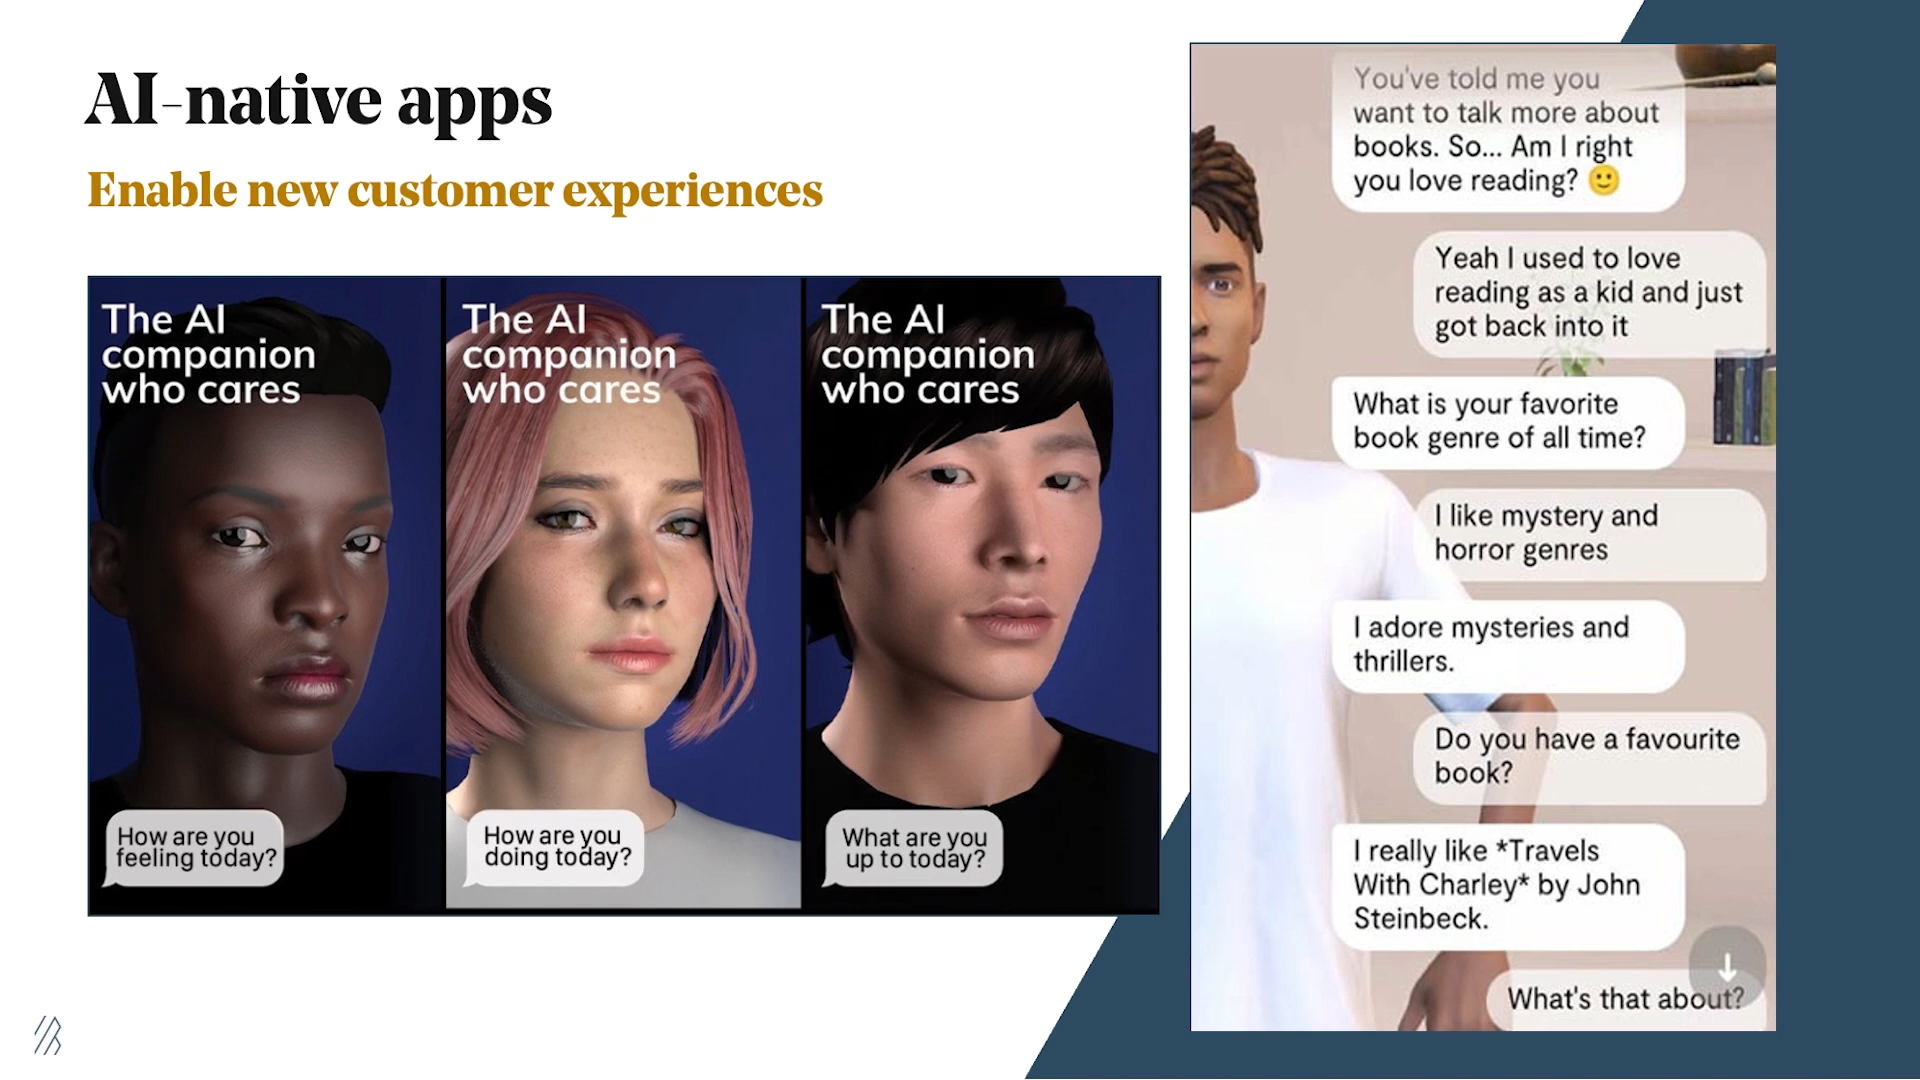 AI-native apps
Enable new customer experiences
The AI
companion
who cares
How are you
feeling today?
The AI
companion
who cares
How are you
doing today?
The AI
companion
who cares
What are you
up to today?
You've told me you
want to talk more about
books. So... Am I right
you love reading? 🙂
Yeah I used to love
reading as a kid and just
got back into it
What is your favorite
book genre of all time?
I like mystery and
horror genres
I adore mysteries and
thrillers.
Do you have a favourite
book?
I really like *Travels
With Charley* by John
Steinbeck.
What's that about?